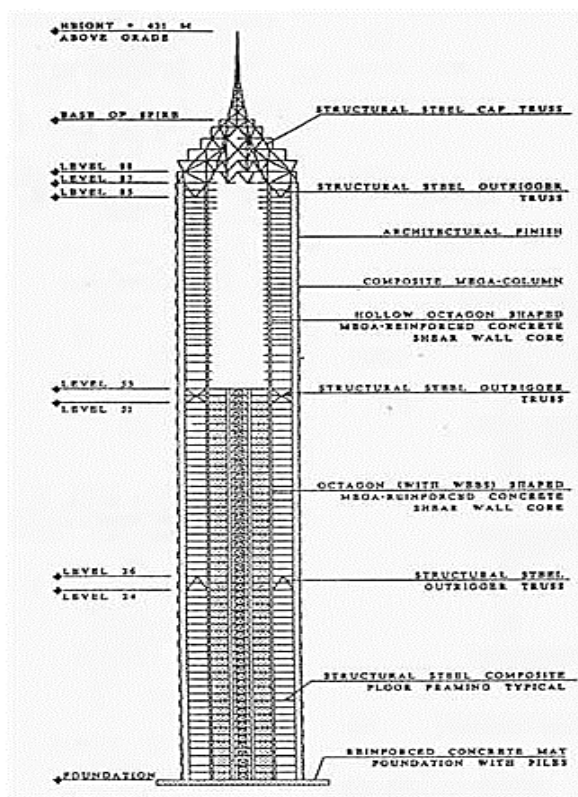 HEIGHT = 421 M
ABOVE GRADE
STRUCTURAL STEEL CAP TRUSS
BASE OF SPIRE
LEVEL 88
LEVEL 87
LEVEL 85
STRUCTURAL STEEL OUTRIGGER
TRUSS
ARCHITECTURAL FINISH
COMPOSITE MEGA-COLUMN
HOLLOW OCTAGON SHAPED
MEGA-REINFORCED CONCRETE
SHEAR WALL CORE
LEVEL 53
LEVEL 51
STRUCTURAL STEEL OUTRIGGER
TRUSS
OCTAGON (WITH WEBS) SHAPED
MEGA-REINFORCED CONCRETE
SHEAR WALL CORE
LEVEL 26
LEVEL 24
STRUCTURAL STEEL
OUTRIGGER TRUSS
STRUCTURAL STEEL COMPOSITE
FLOOR FRAMING TYPICAL
REINFORCED CONCRETE MAT
FOUNDATION WITH PILES
FOUNDATION